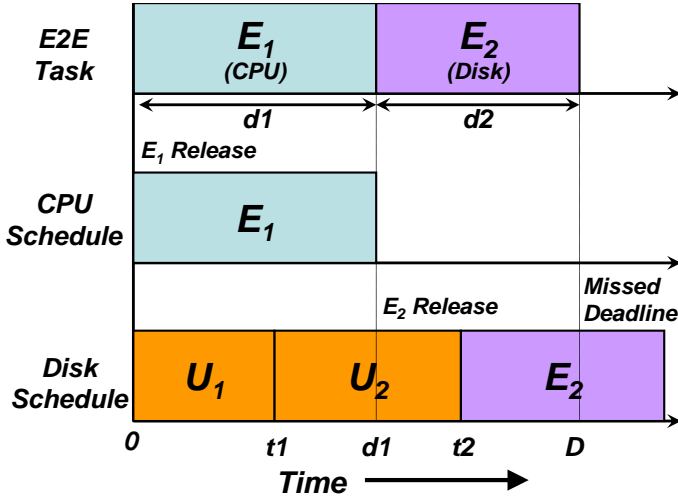 E2E
Task
E1
(CPU)
E2
(Disk)
d1
d2
E1 Release
CPU
Schedule
E1
E2 Release
Missed
Deadline
Disk
Schedule
U1
U2
E2
0
t1
d1
t2
D
Time